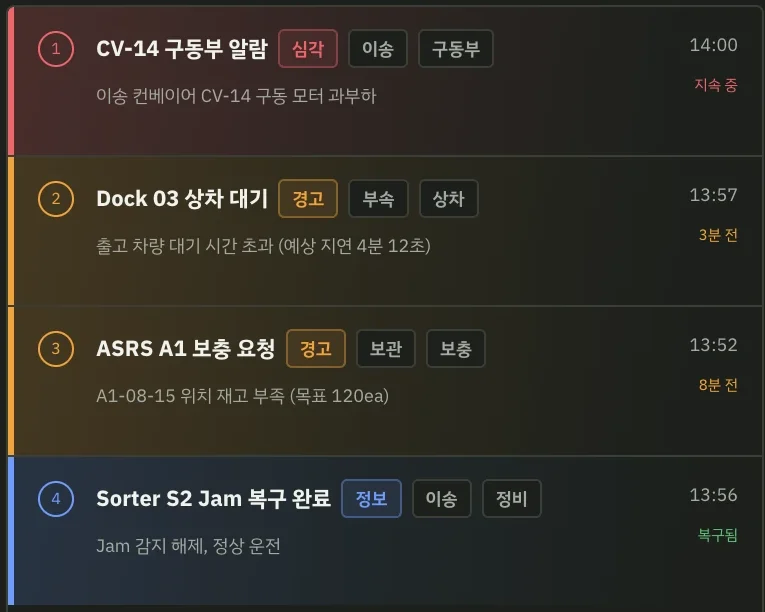 1 CV-14 구동부 알람 심각 이송 구동부 14:00
이송 컨베이어 CV-14 구동 모터 과부하 지속 중
2 Dock 03 상차 대기 경고 부속 상차 13:57
출고 차량 대기 시간 초과 (예상 지연 4분 12초) 3분 전
3 ASRS A1 보충 요청 경고 보관 보충 13:52
A1-08-15 위치 재고 부족 (목표 120ea) 8분 전
4 Sorter S2 Jam 복구 완료 정보 이송 정비 13:56
Jam 감지 해제, 정상 운전 복구됨